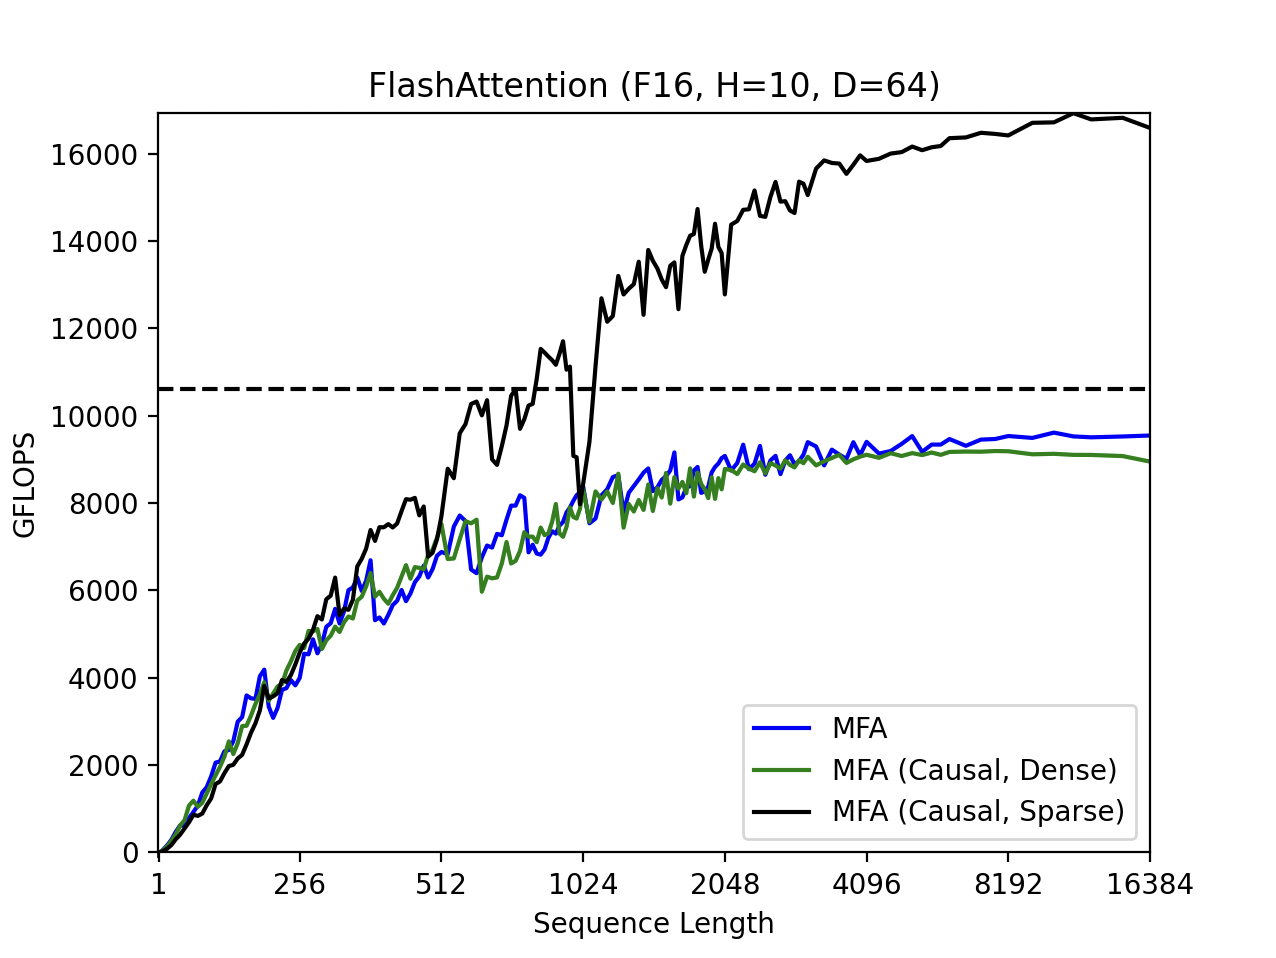 FlashAttention (F16, H=10, D=64)
16000
14000
12000
10000
8000
6000
4000
2000
0
GFLOPS
MFA
MFA (Causal, Dense)
MFA (Causal, Sparse)
1 256 512 1024 2048 4096 8192 16384
Sequence Length